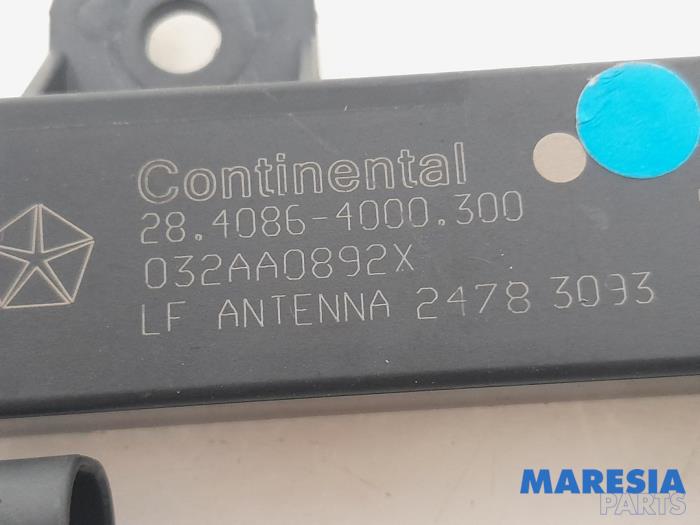 Continental
28.4086-4000.300
032AA0892X
LF ANTENNA 2478 3093
MARESIA
PARTS